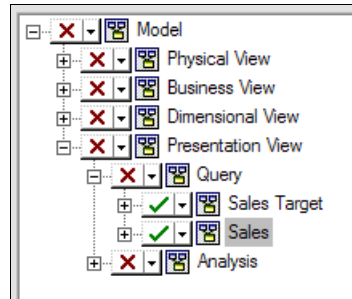 Model
Physical View
Business View
Dimensional View
Presentation View
Query
Sales Target
Sales
Analysis